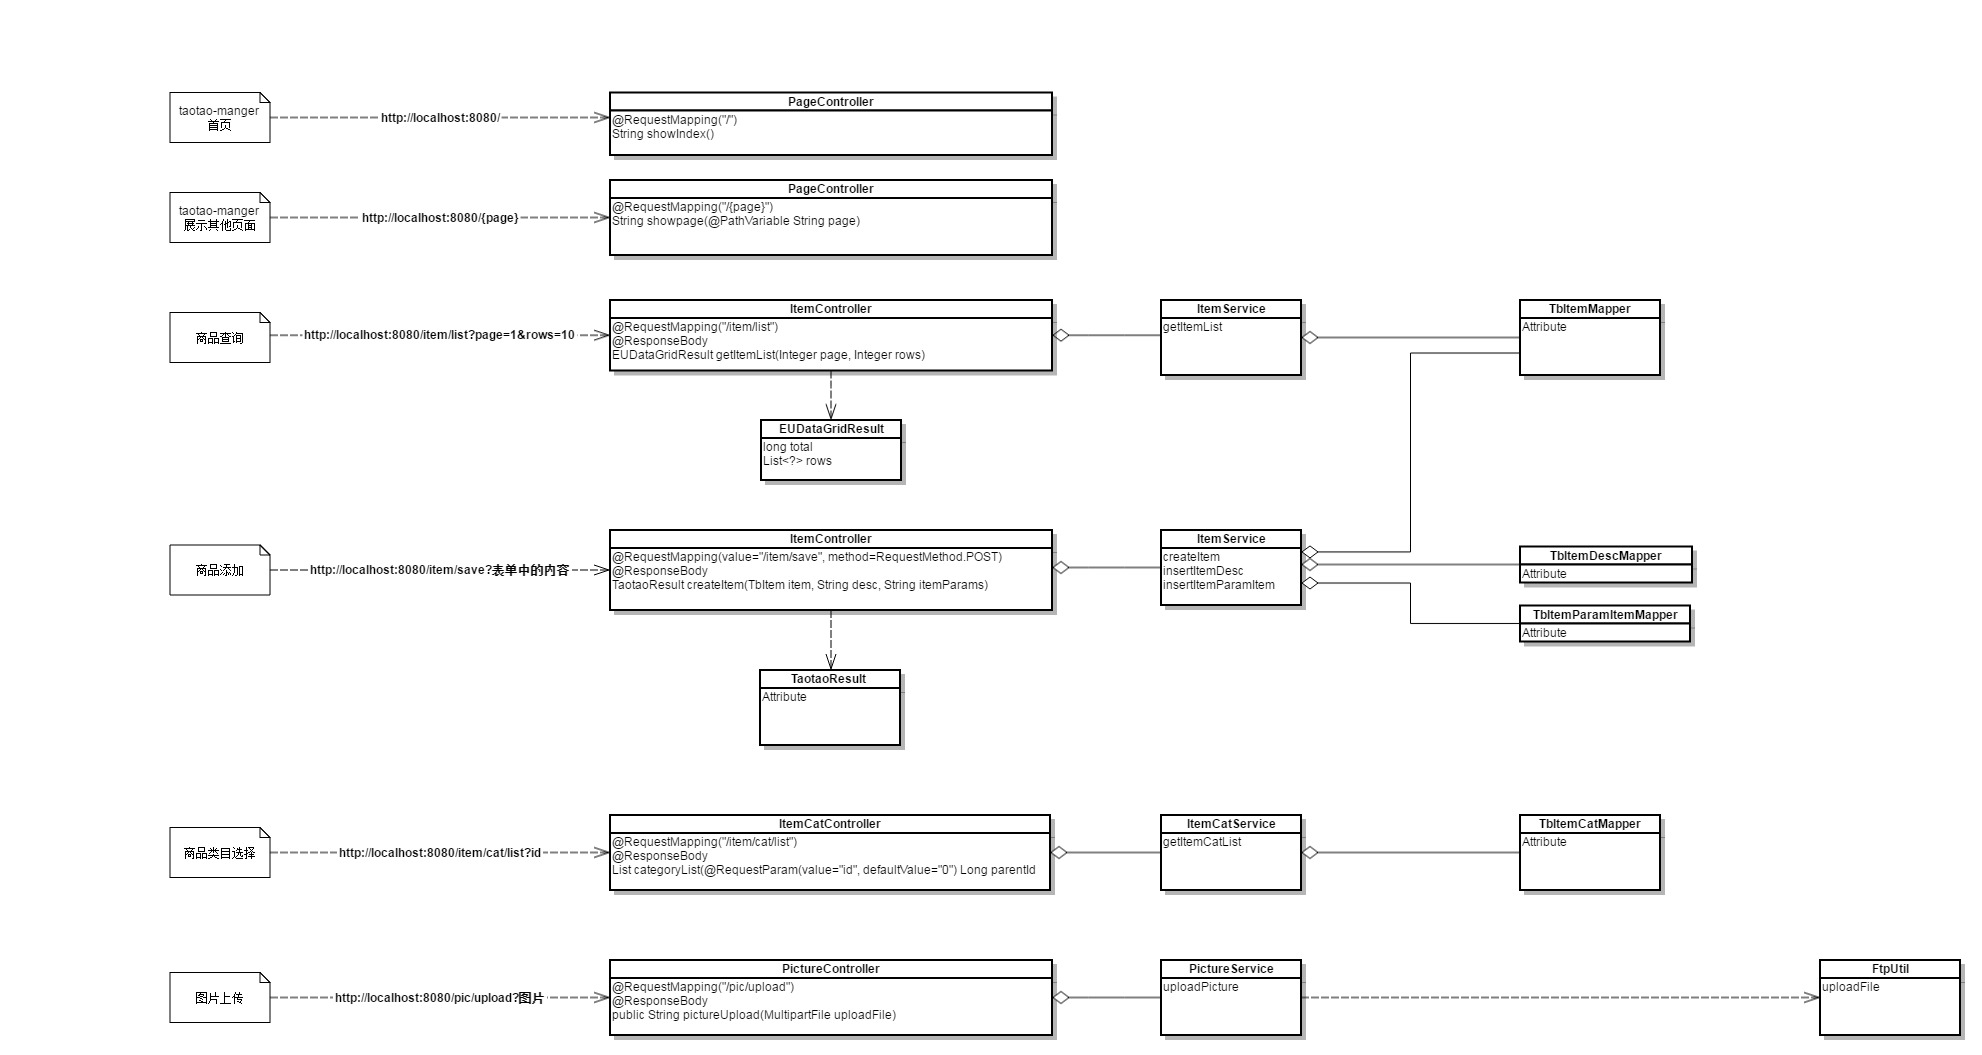 taotao-manger
首页
http://localhost:8080/
PageController
@RequestMapping("/")
String showIndex()
taotao-manger
展示其他页面
http://localhost:8080/{page}
PageController
@RequestMapping("/{page}")
String showpage(@PathVariable String page)
商品查询
http://localhost:8080/item/list?page=1&rows=10
ItemController
@RequestMapping("/item/list")
@ResponseBody
EUDataGridResult getItemList(Integer page, Integer rows)
ItemService
getItemList
TbItemMapper
Attribute
EUDataGridResult
long total
List<?> rows
商品添加
http://localhost:8080/item/save?表单中的内容
ItemController
@RequestMapping(value="/item/save", method=RequestMethod.POST)
@ResponseBody
TaotaoResult createItem(TbItem item, String desc, String itemParams)
ItemService
createItem
insertItemDesc
insertItemParamItem
TbItemDescMapper
Attribute
TbItemParamItemMapper
Attribute
TaotaoResult
Attribute
商品类目选择
http://localhost:8080/item/cat/list?id
ItemCatController
@RequestMapping("/item/cat/list")
@ResponseBody
List categoryList(@RequestParam(value="id", defaultValue="0") Long parentId
ItemCatService
getItemCatList
TbItemCatMapper
Attribute
图片上传
http://localhost:8080/pic/upload?图片
PictureController
@RequestMapping("/pic/upload")
@ResponseBody
public String pictureUpload(MultipartFile uploadFile)
PictureService
uploadPicture
FtpUtil
uploadFile